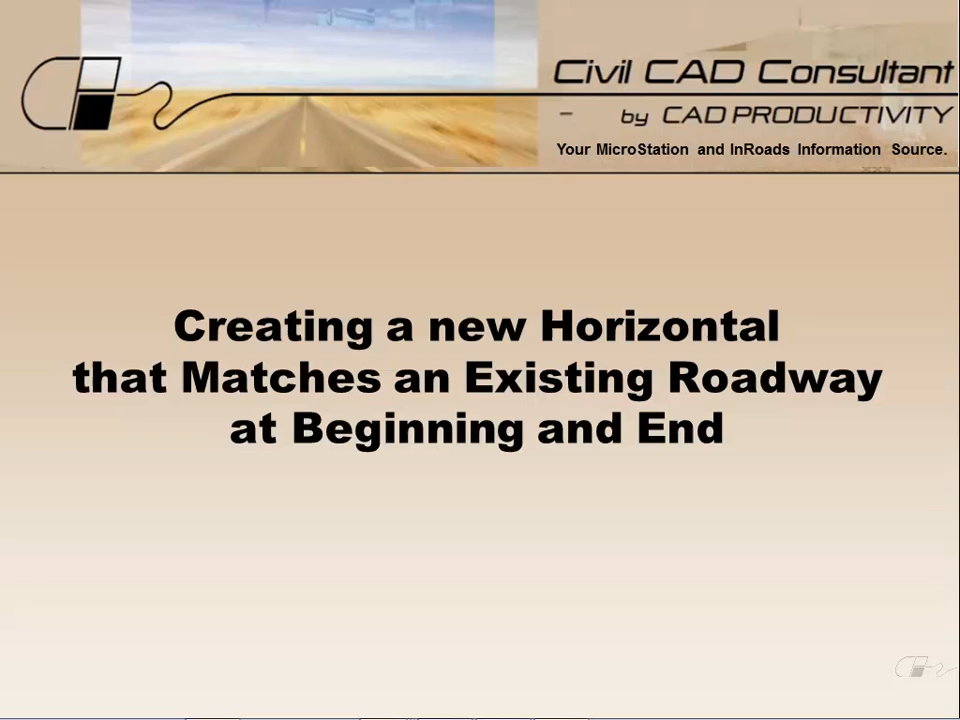 Civil CAD Consultant
- by CAD PRODUCTIVITY
Your MicroStation and InRoads Information Source.
Creating a new Horizontal
that Matches an Existing Roadway
at Beginning and End